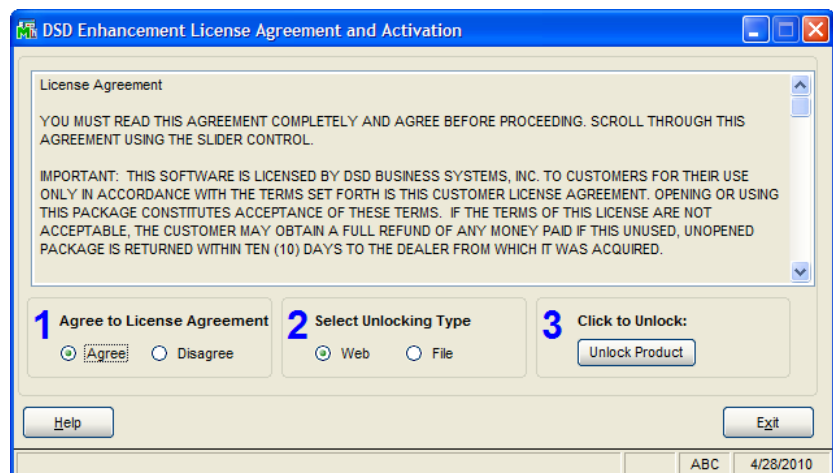 DSD Enhancement License Agreement and Activation
License Agreement
YOU MUST READ THIS AGREEMENT COMPLETELY AND AGREE BEFORE PROCEEDING. SCROLL THROUGH THIS
AGREEMENT USING THE SLIDER CONTROL.
IMPORTANT: THIS SOFTWARE IS LICENSED BY DSD BUSINESS SYSTEMS, INC. TO CUSTOMERS FOR THEIR USE
ONLY IN ACCORDANCE WITH THE TERMS SET FORTH IS THIS CUSTOMER LICENSE AGREEMENT. OPENING OR USING
THIS PACKAGE CONSTITUTES ACCEPTANCE OF THESE TERMS. IF THE TERMS OF THIS LICENSE ARE NOT
ACCEPTABLE, THE CUSTOMER MAY OBTAIN A FULL REFUND OF ANY MONEY PAID IF THIS UNUSED, UNOPENED
PACKAGE IS RETURNED WITHIN TEN (10) DAYS TO THE DEALER FROM WHICH IT WAS ACQUIRED.
1 Agree to License Agreement
Agree Disagree
2 Select Unlocking Type
Web File
3 Click to Unlock:
Unlock Product
Help
Exit
ABC 4/28/2010